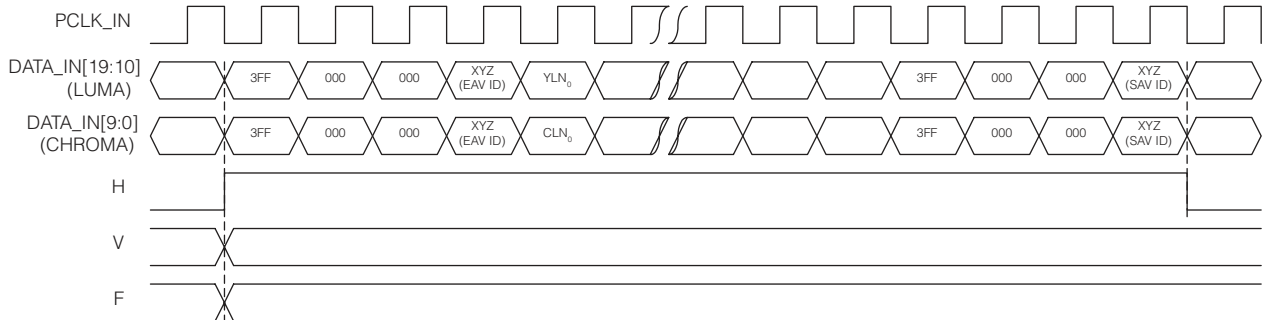 PCLK_IN
DATA_IN[19:10]
(LUMA)
3FF
000
000
XYZ
(EAV ID)
YLN0
3FF
000
000
XYZ
(SAV ID)
DATA_IN[9:0]
(CHROMA)
3FF
000
000
XYZ
(EAV ID)
CLN0
3FF
000
000
XYZ
(SAV ID)
H
V
F